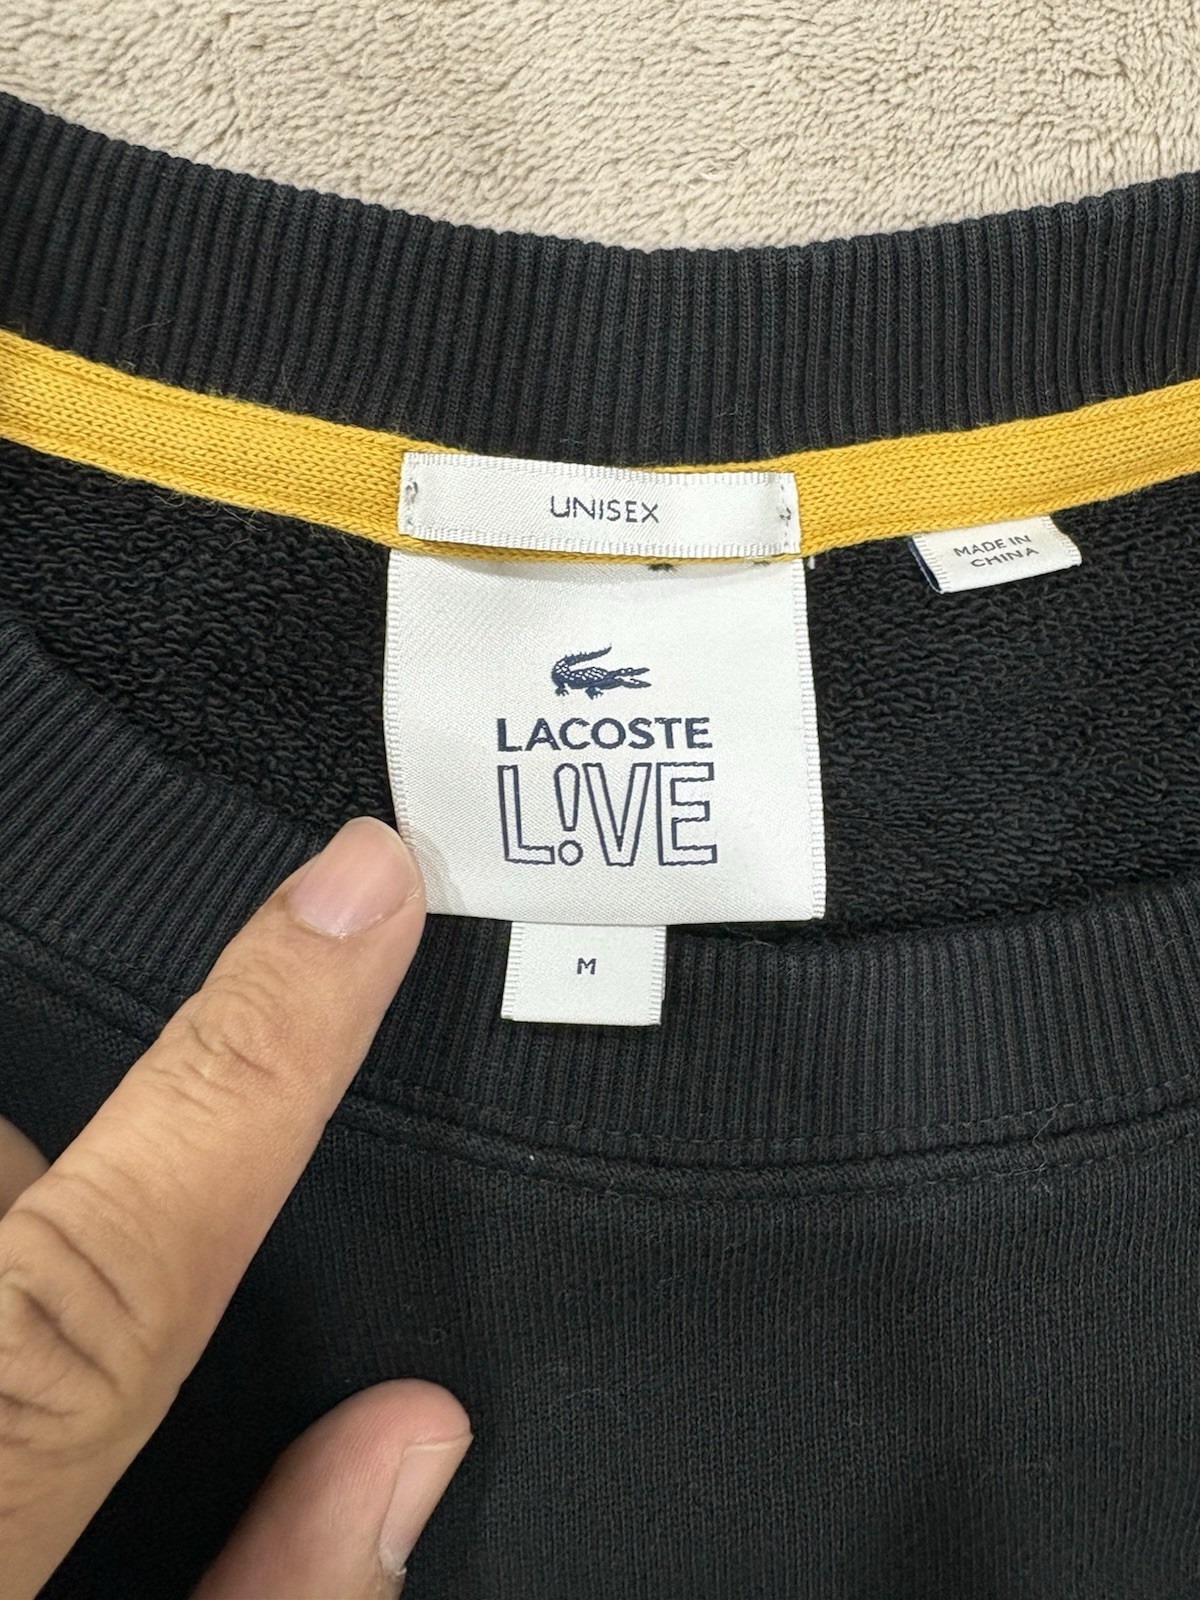 UNISEX
MADE IN
CHINA
LACOSTE
L!VE
M